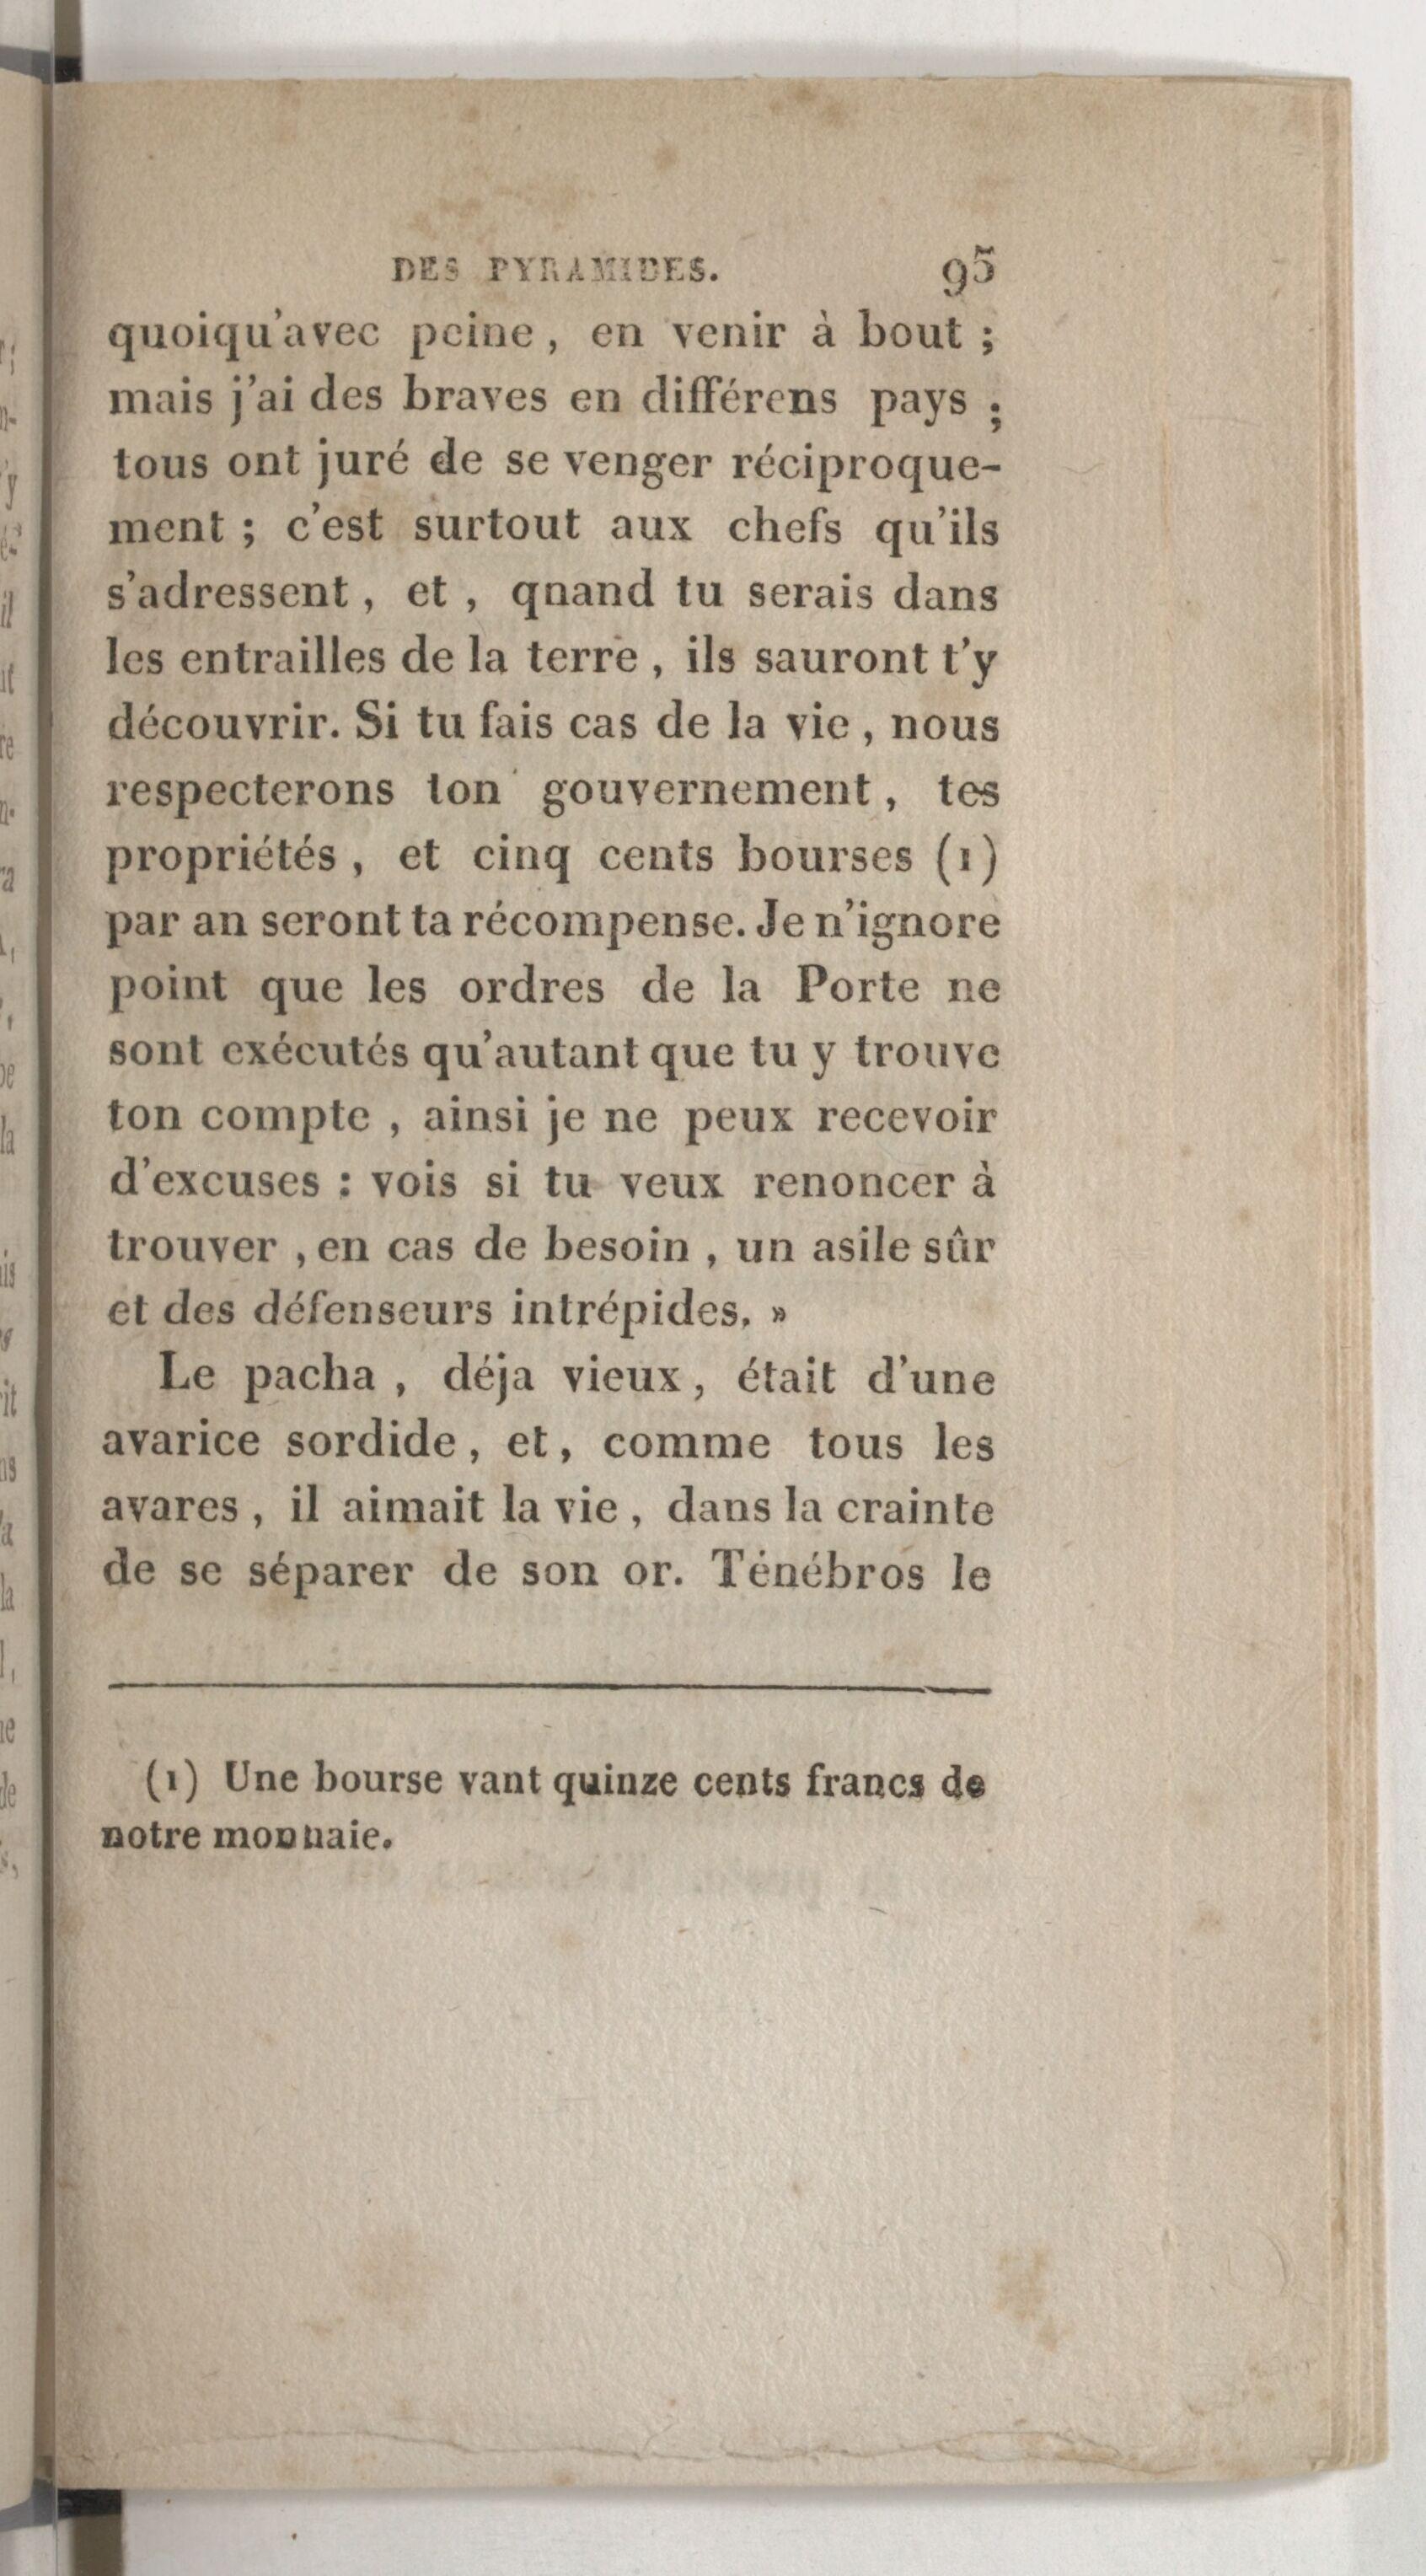 DES PYRAMIDES. 95
quoiqu'avec peine, en venir à bout ;
mais j'ai des braves en différens pays ;
tous ont juré de se venger réciproque-
ment ; c'est surtout aux chefs qu'ils
s'adressent, et, qnand tu serais dans
les entrailles de la terre, ils sauront t'y
découvrir. Si tu fais cas de la vie, nous
respecterons ton gouvernement, tes
propriétés, et cinq cents bourses (1)
par an seront ta récompense. Je n'ignore
point que les ordres de la Porte ne
sont exécutés qu'autant que tu y trouve
ton compte, ainsi je ne peux recevoir
d'excuses : vois si tu veux renoncer à
trouver, en cas de besoin, un asile sûr
et des défenseurs intrépides. »
Le pacha, déja vieux, était d'une
avarice sordide, et, comme tous les
avares, il aimait la vie, dans la crainte
de se séparer de son or. Ténébros le
(1) Une bourse vant quinze cents francs de
notre monnaie.